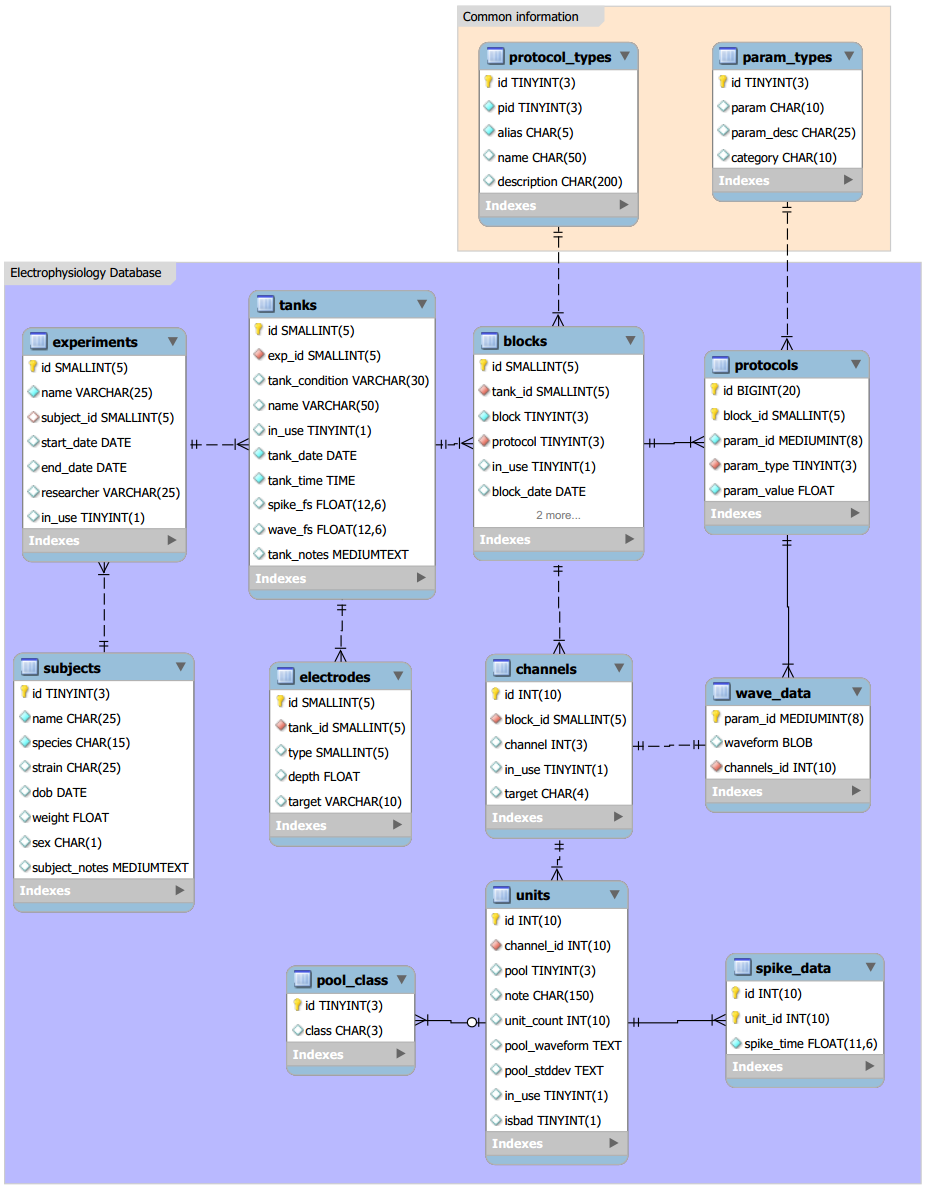 Common information
protocol_types
id TINYINT(3)
pid TINYINT(3)
alias CHAR(5)
name CHAR(50)
description CHAR(200)
Indexes
param_types
id TINYINT(3)
param CHAR(10)
param_desc CHAR(25)
category CHAR(10)
Indexes
Electrophysiology Database
experiments
id SMALLINT(5)
name VARCHAR(25)
subject_id SMALLINT(5)
start_date DATE
end_date DATE
researcher VARCHAR(25)
in_use TINYINT(1)
Indexes
tanks
id SMALLINT(5)
exp_id SMALLINT(5)
tank_condition VARCHAR(30)
name VARCHAR(50)
in_use TINYINT(1)
tank_date DATE
tank_time TIME
spike_fs FLOAT(12,6)
wave_fs FLOAT(12,6)
tank_notes MEDIUMTEXT
Indexes
blocks
id SMALLINT(5)
tank_id SMALLINT(5)
block TINYINT(3)
protocol TINYINT(3)
in_use TINYINT(1)
block_date DATE
2 more...
Indexes
protocols
id BIGINT(20)
block_id SMALLINT(5)
param_id MEDIUMINT(8)
param_type TINYINT(3)
param_value FLOAT
Indexes
subjects
id TINYINT(3)
name CHAR(25)
species CHAR(15)
strain CHAR(25)
dob DATE
weight FLOAT
sex CHAR(1)
subject_notes MEDIUMTEXT
Indexes
electrodes
id SMALLINT(5)
tank_id SMALLINT(5)
type SMALLINT(5)
depth FLOAT
target VARCHAR(10)
Indexes
channels
id INT(10)
block_id SMALLINT(5)
channel INT(3)
in_use TINYINT(1)
target CHAR(4)
Indexes
wave_data
param_id MEDIUMINT(8)
waveform BLOB
channels_id INT(10)
Indexes
pool_class
id TINYINT(3)
class CHAR(3)
Indexes
units
id INT(10)
channel_id INT(10)
pool TINYINT(3)
note CHAR(150)
unit_count INT(10)
pool_waveform TEXT
pool_stddev TEXT
in_use TINYINT(1)
isbad TINYINT(1)
Indexes
spike_data
id INT(10)
unit_id INT(10)
spike_time FLOAT(11,6)
Indexes